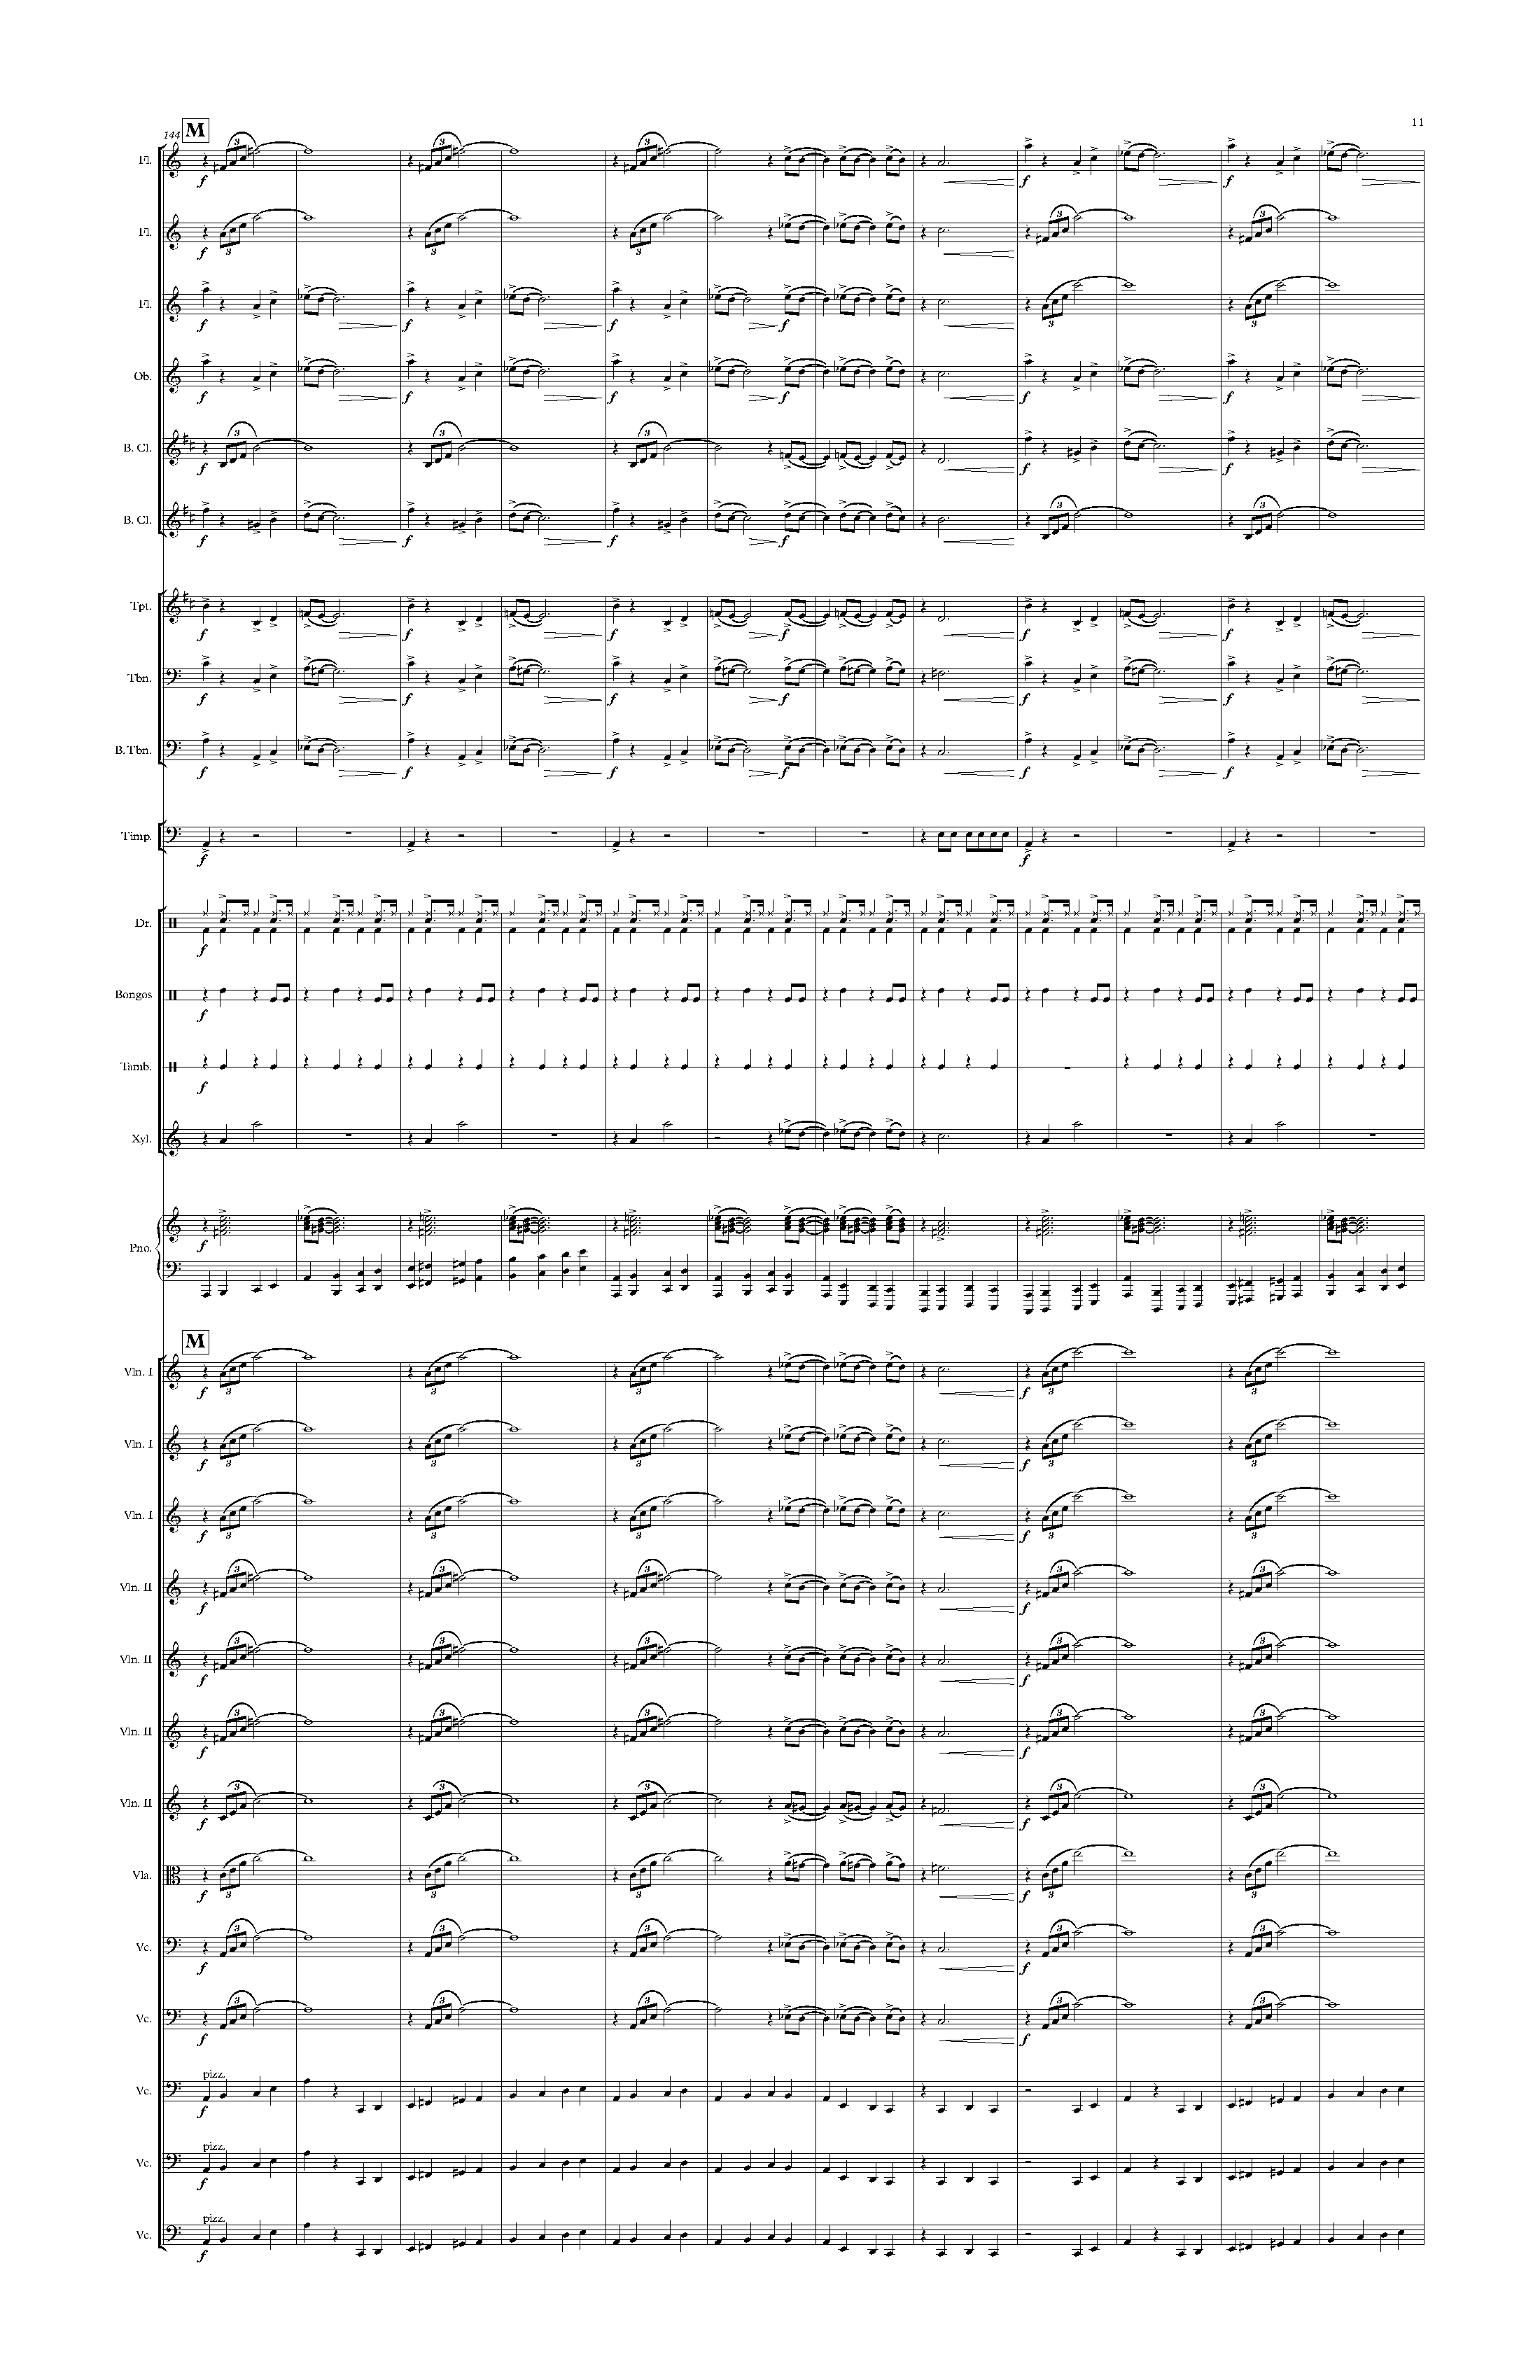 11
144 M
Fl.
Fl.
Fl.
Ob.
B. Cl.
B. Cl.
Tpt.
Tbn.
B. Tbn.
Timp.
Dr.
Bongos
Tamb.
Xyl.
Pno.
M
Vln. I
Vln. I
Vln. I
Vln. II
Vln. II
Vln. II
Vln. II
Vla.
Vc.
Vc.
pizz.
Vc.
pizz.
Vc.
pizz.
Vc.